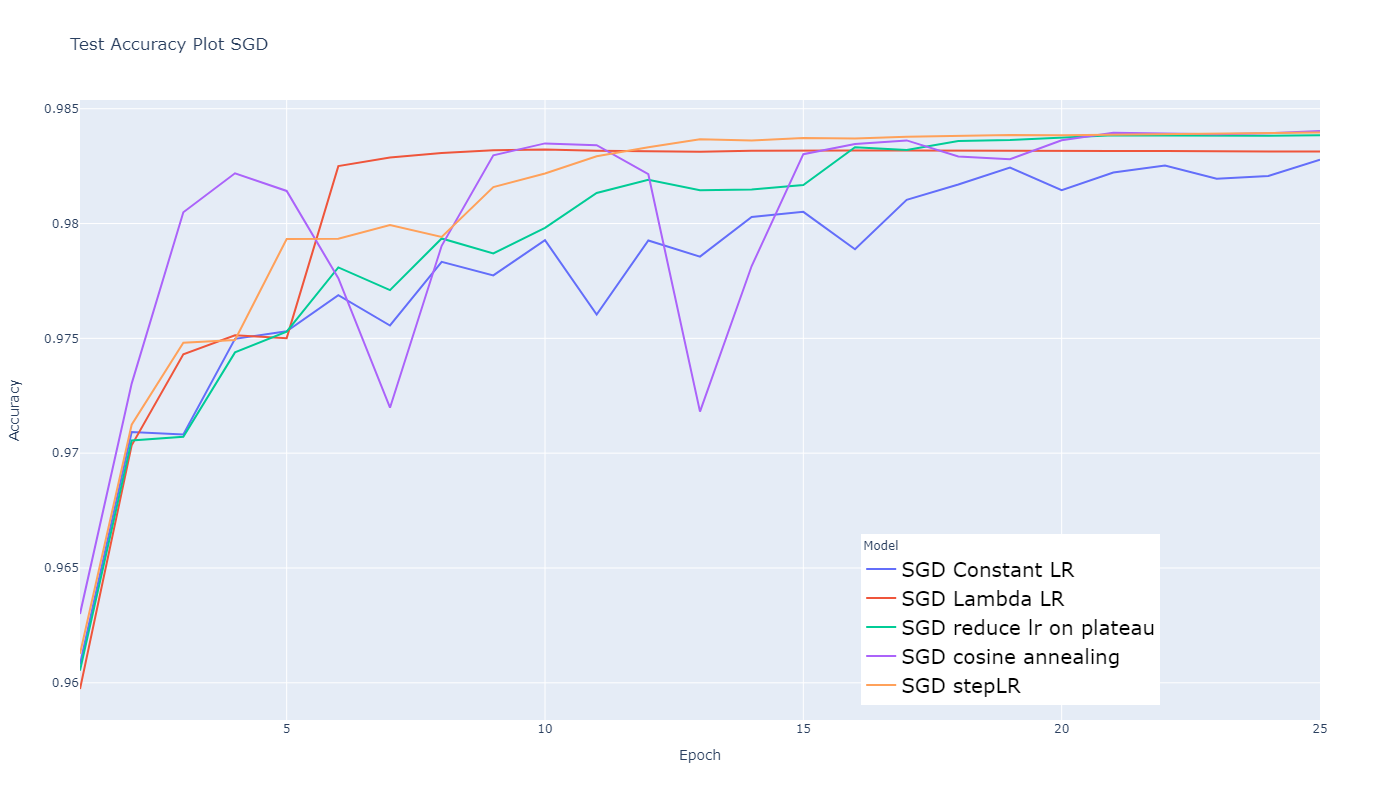 Test Accuracy Plot SGD
0.985
0.98
0.975
0.97
0.965
0.96
Accuracy
5
10
15
20
25
Epoch
Model
SGD Constant LR
SGD Lambda LR
SGD reduce lr on plateau
SGD cosine annealing
SGD stepLR